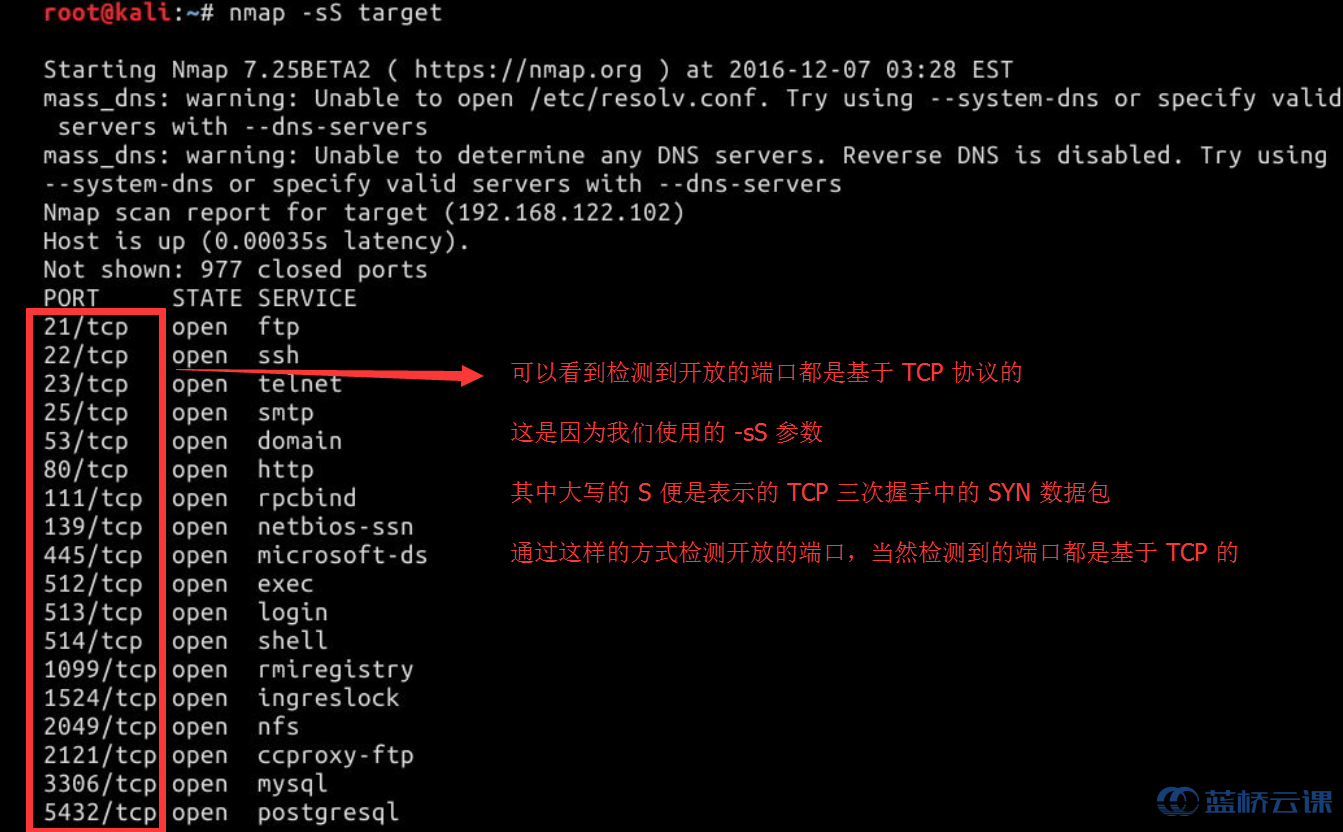 root@kali:~# nmap -sS target
Starting Nmap 7.25BETA2 ( https://nmap.org ) at 2016-12-07 03:28 EST
mass_dns: warning: Unable to open /etc/resolv.conf. Try using --system-dns or specify valid
servers with --dns-servers
mass_dns: warning: Unable to determine any DNS servers. Reverse DNS is disabled. Try using
--system-dns or specify valid servers with --dns-servers
Nmap scan report for target (192.168.122.102)
Host is up (0.00035s latency).
Not shown: 977 closed ports
PORT STATE SERVICE
21/tcp open ftp
22/tcp open ssh
23/tcp open telnet
25/tcp open smtp
53/tcp open domain
80/tcp open http
111/tcp open rpcbind
139/tcp open netbios-ssn
445/tcp open microsoft-ds
512/tcp open exec
513/tcp open login
514/tcp open shell
1099/tcp open rmiregistry
1524/tcp open ingreslock
2049/tcp open nfs
2121/tcp open ccproxy-ftp
3306/tcp open mysql
5432/tcp open postgresql
可以看到检测到开放的端口都是基于 TCP 协议的
这是因为我们使用的 -sS 参数
其中大写的 S 便是表示的 TCP 三次握手中的 SYN 数据包
通过这样的方式检测开放的端口，当然检测到的端口都是基于 TCP 的
蓝桥云课